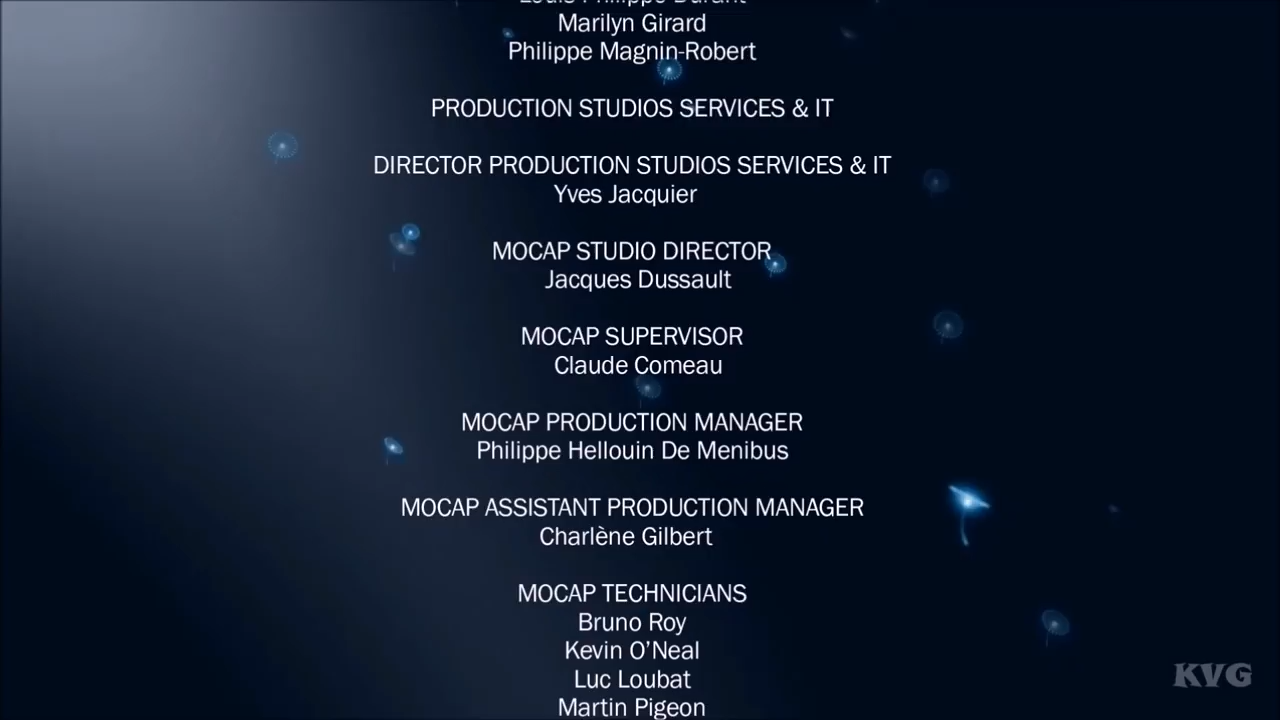 Marilyn Girard
Philippe Magnin-Robert
PRODUCTION STUDIOS SERVICES & IT
DIRECTOR PRODUCTION STUDIOS SERVICES & IT
Yves Jacquier
MOCAP STUDIO DIRECTOR
Jacques Dussault
MOCAP SUPERVISOR
Claude Comeau
MOCAP PRODUCTION MANAGER
Philippe Hellouin De Menibus
MOCAP ASSISTANT PRODUCTION MANAGER
Charlène Gilbert
MOCAP TECHNICIANS
Bruno Roy
Kevin O’Neal
Luc Loubat
Martin Pigeon
KVG